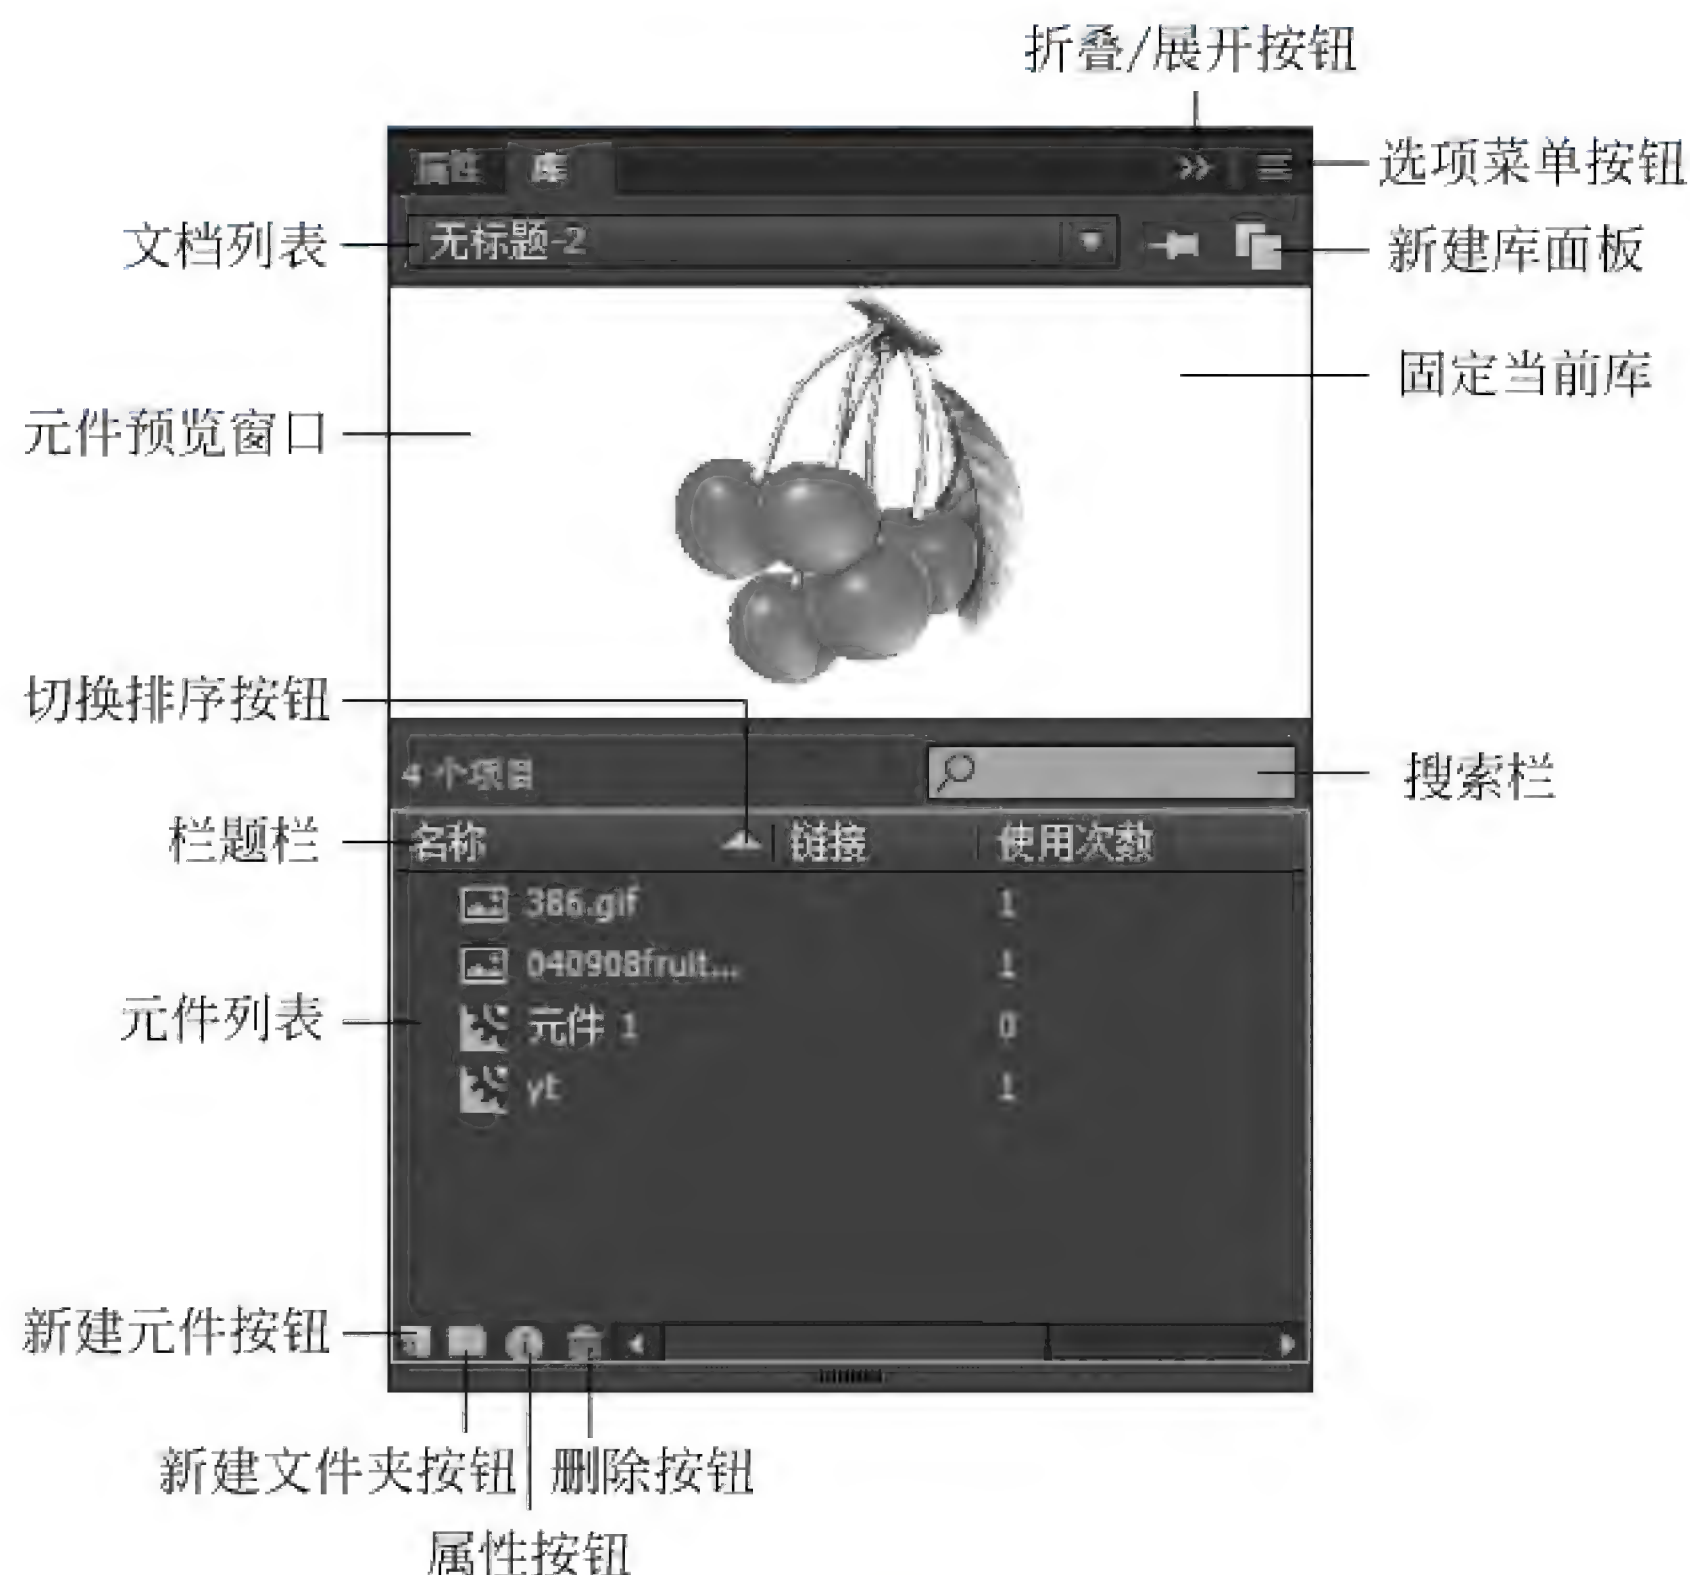 折叠/展开按钮
属性 库
选项菜单按钮
文档列表
无标题-2
新建库面板
固定当前库
元件预览窗口
切换排序按钮
4 个项目
搜索栏
栏题栏
名称 链接 使用次数
386.gif 1
040908fruit... 1
元件列表
元件 1 0
yt 1
新建元件按钮
新建文件夹按钮 删除按钮
属性按钮